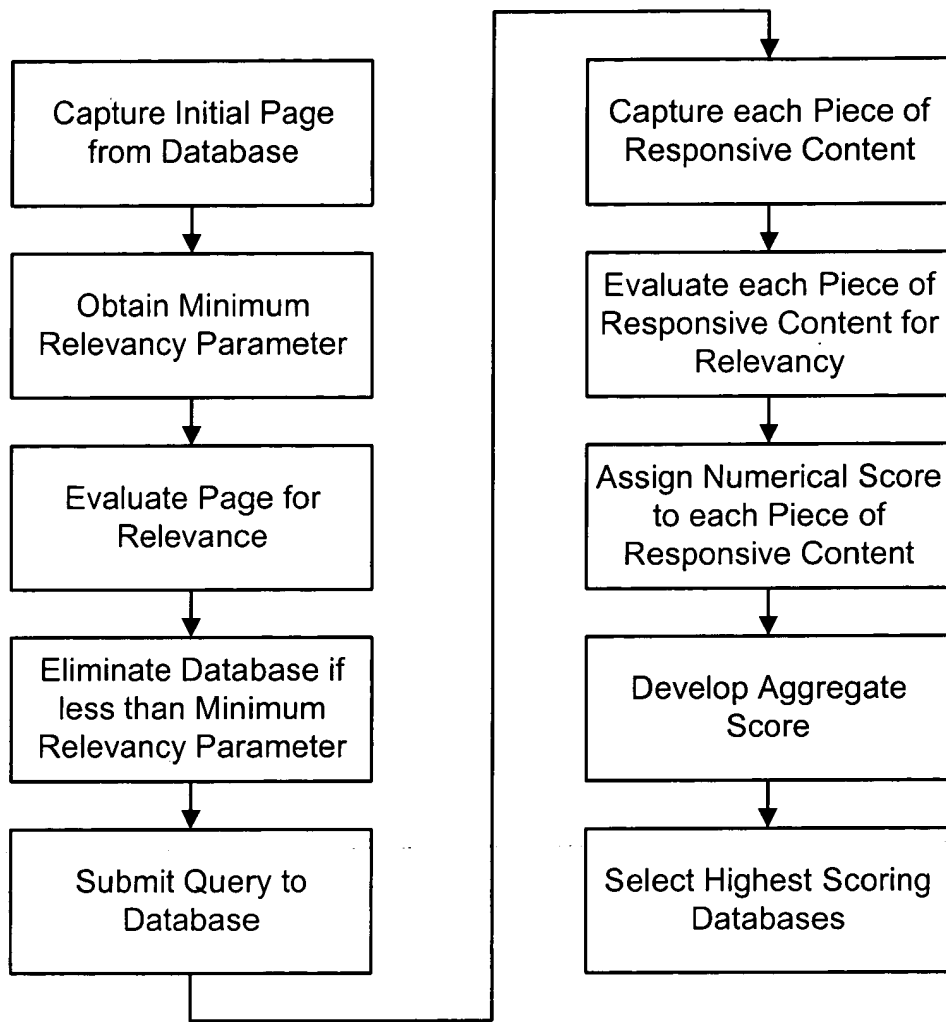 Capture Initial Page
from Database
Obtain Minimum
Relevancy Parameter
Evaluate Page for
Relevance
Eliminate Database if
less than Minimum
Relevancy Parameter
Submit Query to
Database
Capture each Piece of
Responsive Content
Evaluate each Piece of
Responsive Content for
Relevancy
Assign Numerical Score
to each Piece of
Responsive Content
Develop Aggregate
Score
Select Highest Scoring
Databases